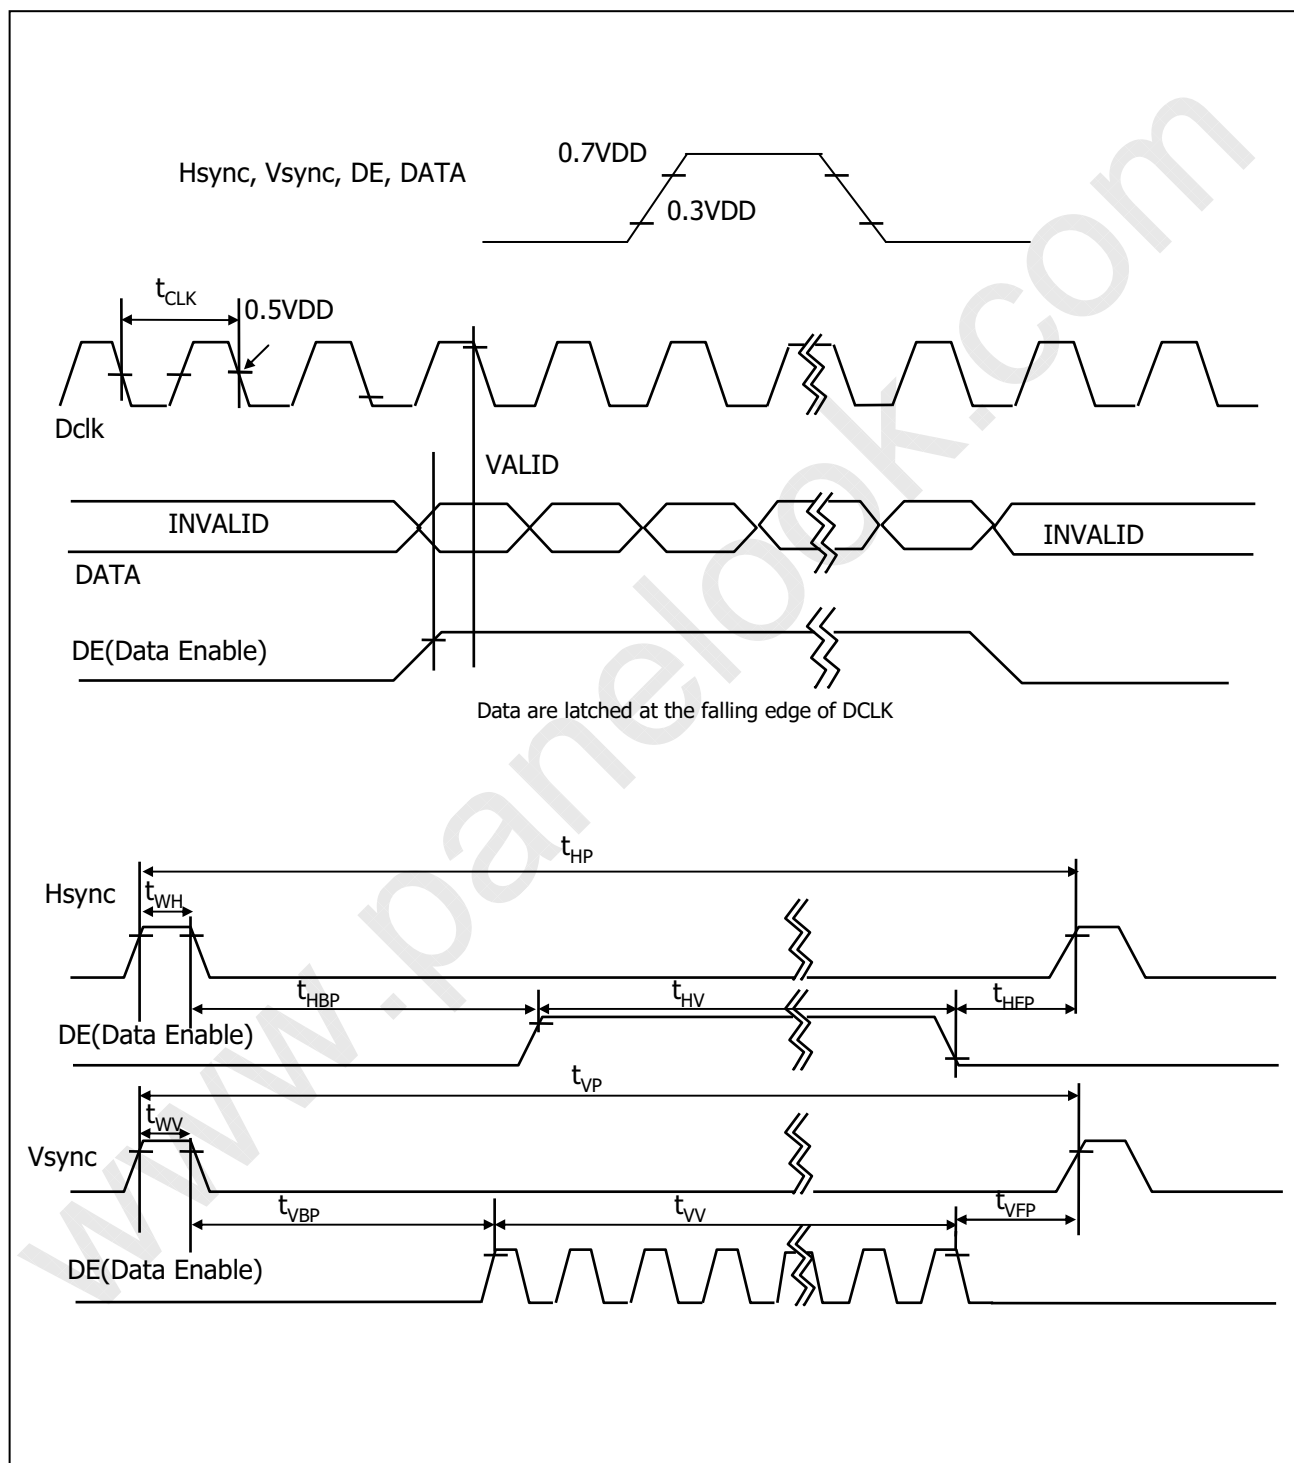 0.7VDD
Hsync, Vsync, DE, DATA
0.3VDD
tCLK
0.5VDD
Dclk
VALID
INVALID
INVALID
DATA
DE(Data Enable)
Data are latched at the falling edge of DCLK
tHP
Hsync
tWH
tHBP
tHV
tHFP
DE(Data Enable)
tVP
tWV
Vsync
tVBP
tVV
tVFP
DE(Data Enable)
www.panelook.com